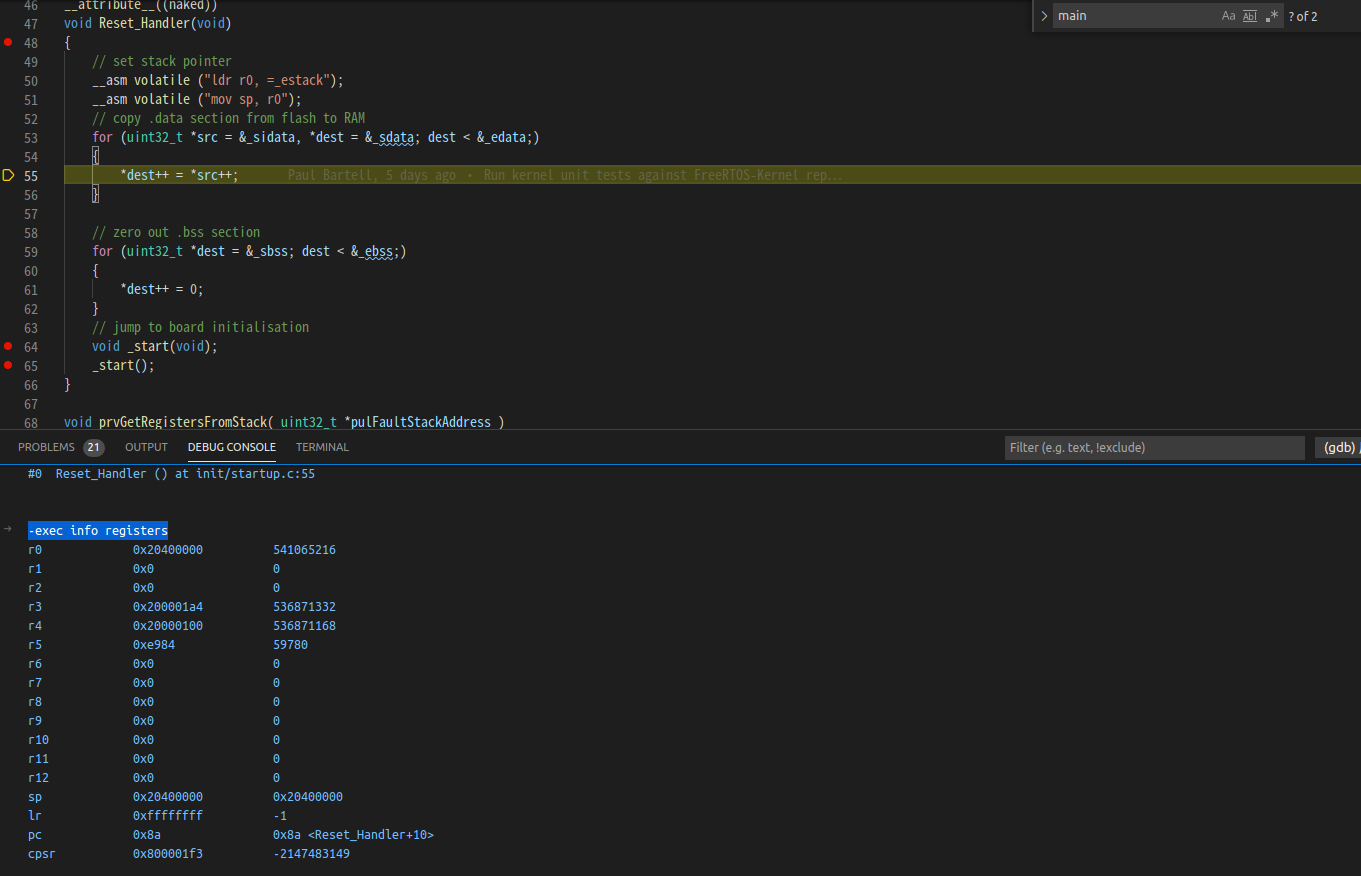 46 __attribute__((naked))
main Aa Abl .* ? of 2
47 void Reset_Handler(void)
48 {
49 // set stack pointer
50 __asm volatile ("ldr r0, =_estack");
51 __asm volatile ("mov sp, r0");
52 // copy .data section from flash to RAM
53 for (uint32_t *src = &_sidata, *dest = &_sdata; dest < &_edata;)
54 {
55 *dest++ = *src++; Paul Bartell, 5 days ago • Run kernel unit tests against FreeRTOS-Kernel rep...
56 }
57
58 // zero out .bss section
59 for (uint32_t *dest = &_sbss; dest < &_ebss;)
60 {
61 *dest++ = 0;
62 }
63 // jump to board initialisation
64 void _start(void);
65 _start();
66 }
67
68 void prvGetRegistersFromStack( uint32_t *pulFaultStackAddress )
PROBLEMS 21 OUTPUT DEBUG CONSOLE TERMINAL Filter (e.g. text, !exclude) (gdb)
#0 Reset_Handler () at init/startup.c:55
→ -exec info registers
r0 0x20400000 541065216
r1 0x0 0
r2 0x0 0
r3 0x200001a4 536871332
r4 0x20000100 536871168
r5 0xe984 59780
r6 0x0 0
r7 0x0 0
r8 0x0 0
r9 0x0 0
r10 0x0 0
r11 0x0 0
r12 0x0 0
sp 0x20400000 0x20400000
lr 0xffffffff -1
pc 0x8a 0x8a <Reset_Handler+10>
cpsr 0x800001f3 -2147483149